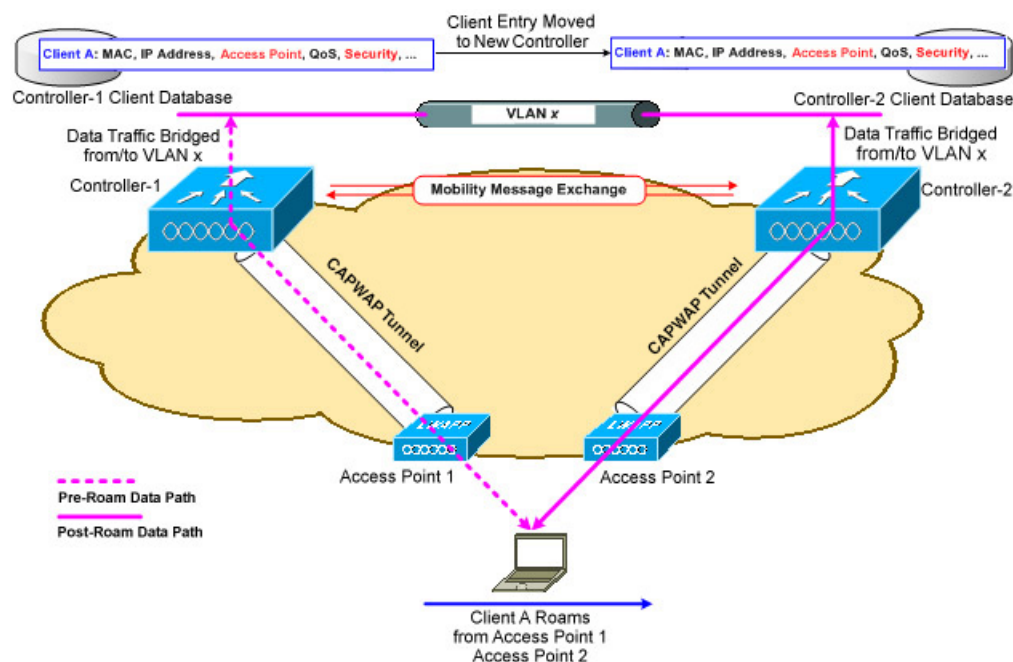 Client Entry Moved
to New Controller
Client A: MAC, IP Address, Access Point, QoS, Security, ...
Client A: MAC, IP Address, Access Point, QoS, Security, ...
Controller-1 Client Database
Controller-2 Client Database
VLAN x
Data Traffic Bridged
from/to VLAN x
Data Traffic Bridged
from/to VLAN x
Controller-1
Mobility Message Exchange
Controller-2
CAPWAP Tunnel
CAPWAP Tunnel
Access Point 1
Access Point 2
Pre-Roam Data Path
Post-Roam Data Path
Client A Roams
from Access Point 1
Access Point 2